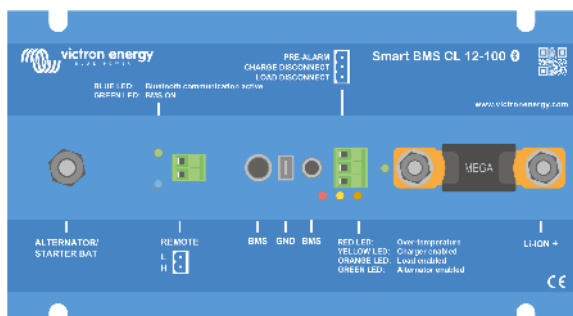 victron energy
BLUE POWER
PRE-ALARM
CHARGE DISCONNECT
LOAD DISCONNECT
Smart BMS CL 12-100
BLUE LED: Bluetooth communication active
GREEN LED: BMS ON
www.victronenergy.com
MEGA
ALTERNATOR/
STARTER BAT
REMOTE
L
H
BMS GND BMS
RED LED: Over-temperature
YELLOW LED: Charger enabled
ORANGE LED: Load enabled
GREEN LED: Alternator enabled
Li-ION +
CE